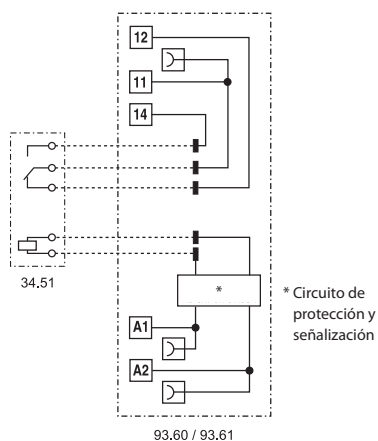 12
11
14
34.51
*
* Circuito de
protección y
señalización
A1
A2
93.60 / 93.61